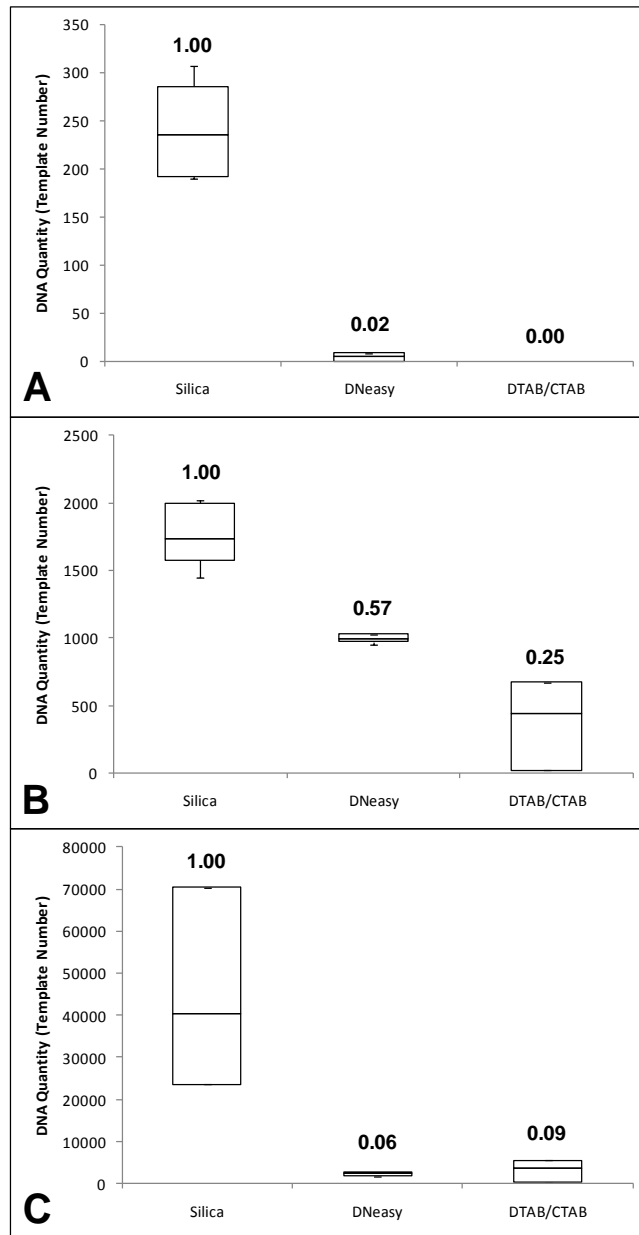 DNA Quantity (Template Number)
350
300
250
200
150
100
50
0
1.00
0.02
0.00
Silica
DNeasy
DTAB/CTAB
A
DNA Quantity (Template Number)
2500
2000
1500
1000
500
0
1.00
0.57
0.25
Silica
DNeasy
DTAB/CTAB
B
DNA Quantity (Template Number)
80000
70000
60000
50000
40000
30000
20000
10000
0
1.00
0.06
0.09
Silica
DNeasy
DTAB/CTAB
C